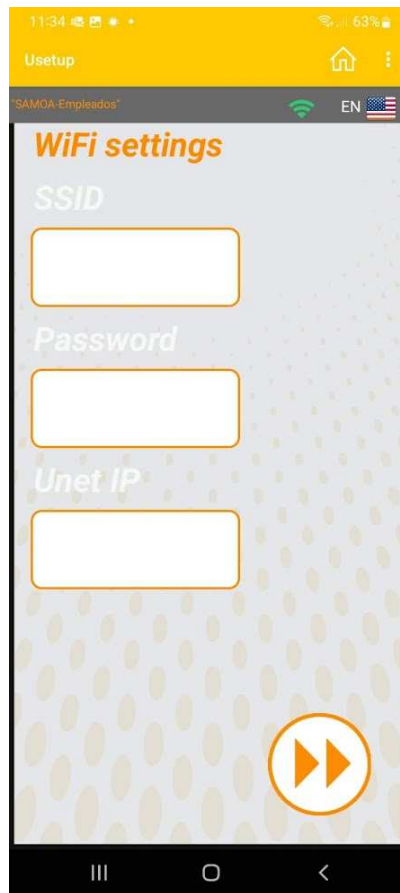 11:34
63%
Usetup
"SAMOA-Empleados"
EN
WiFi settings
SSID
Password
Unet IP